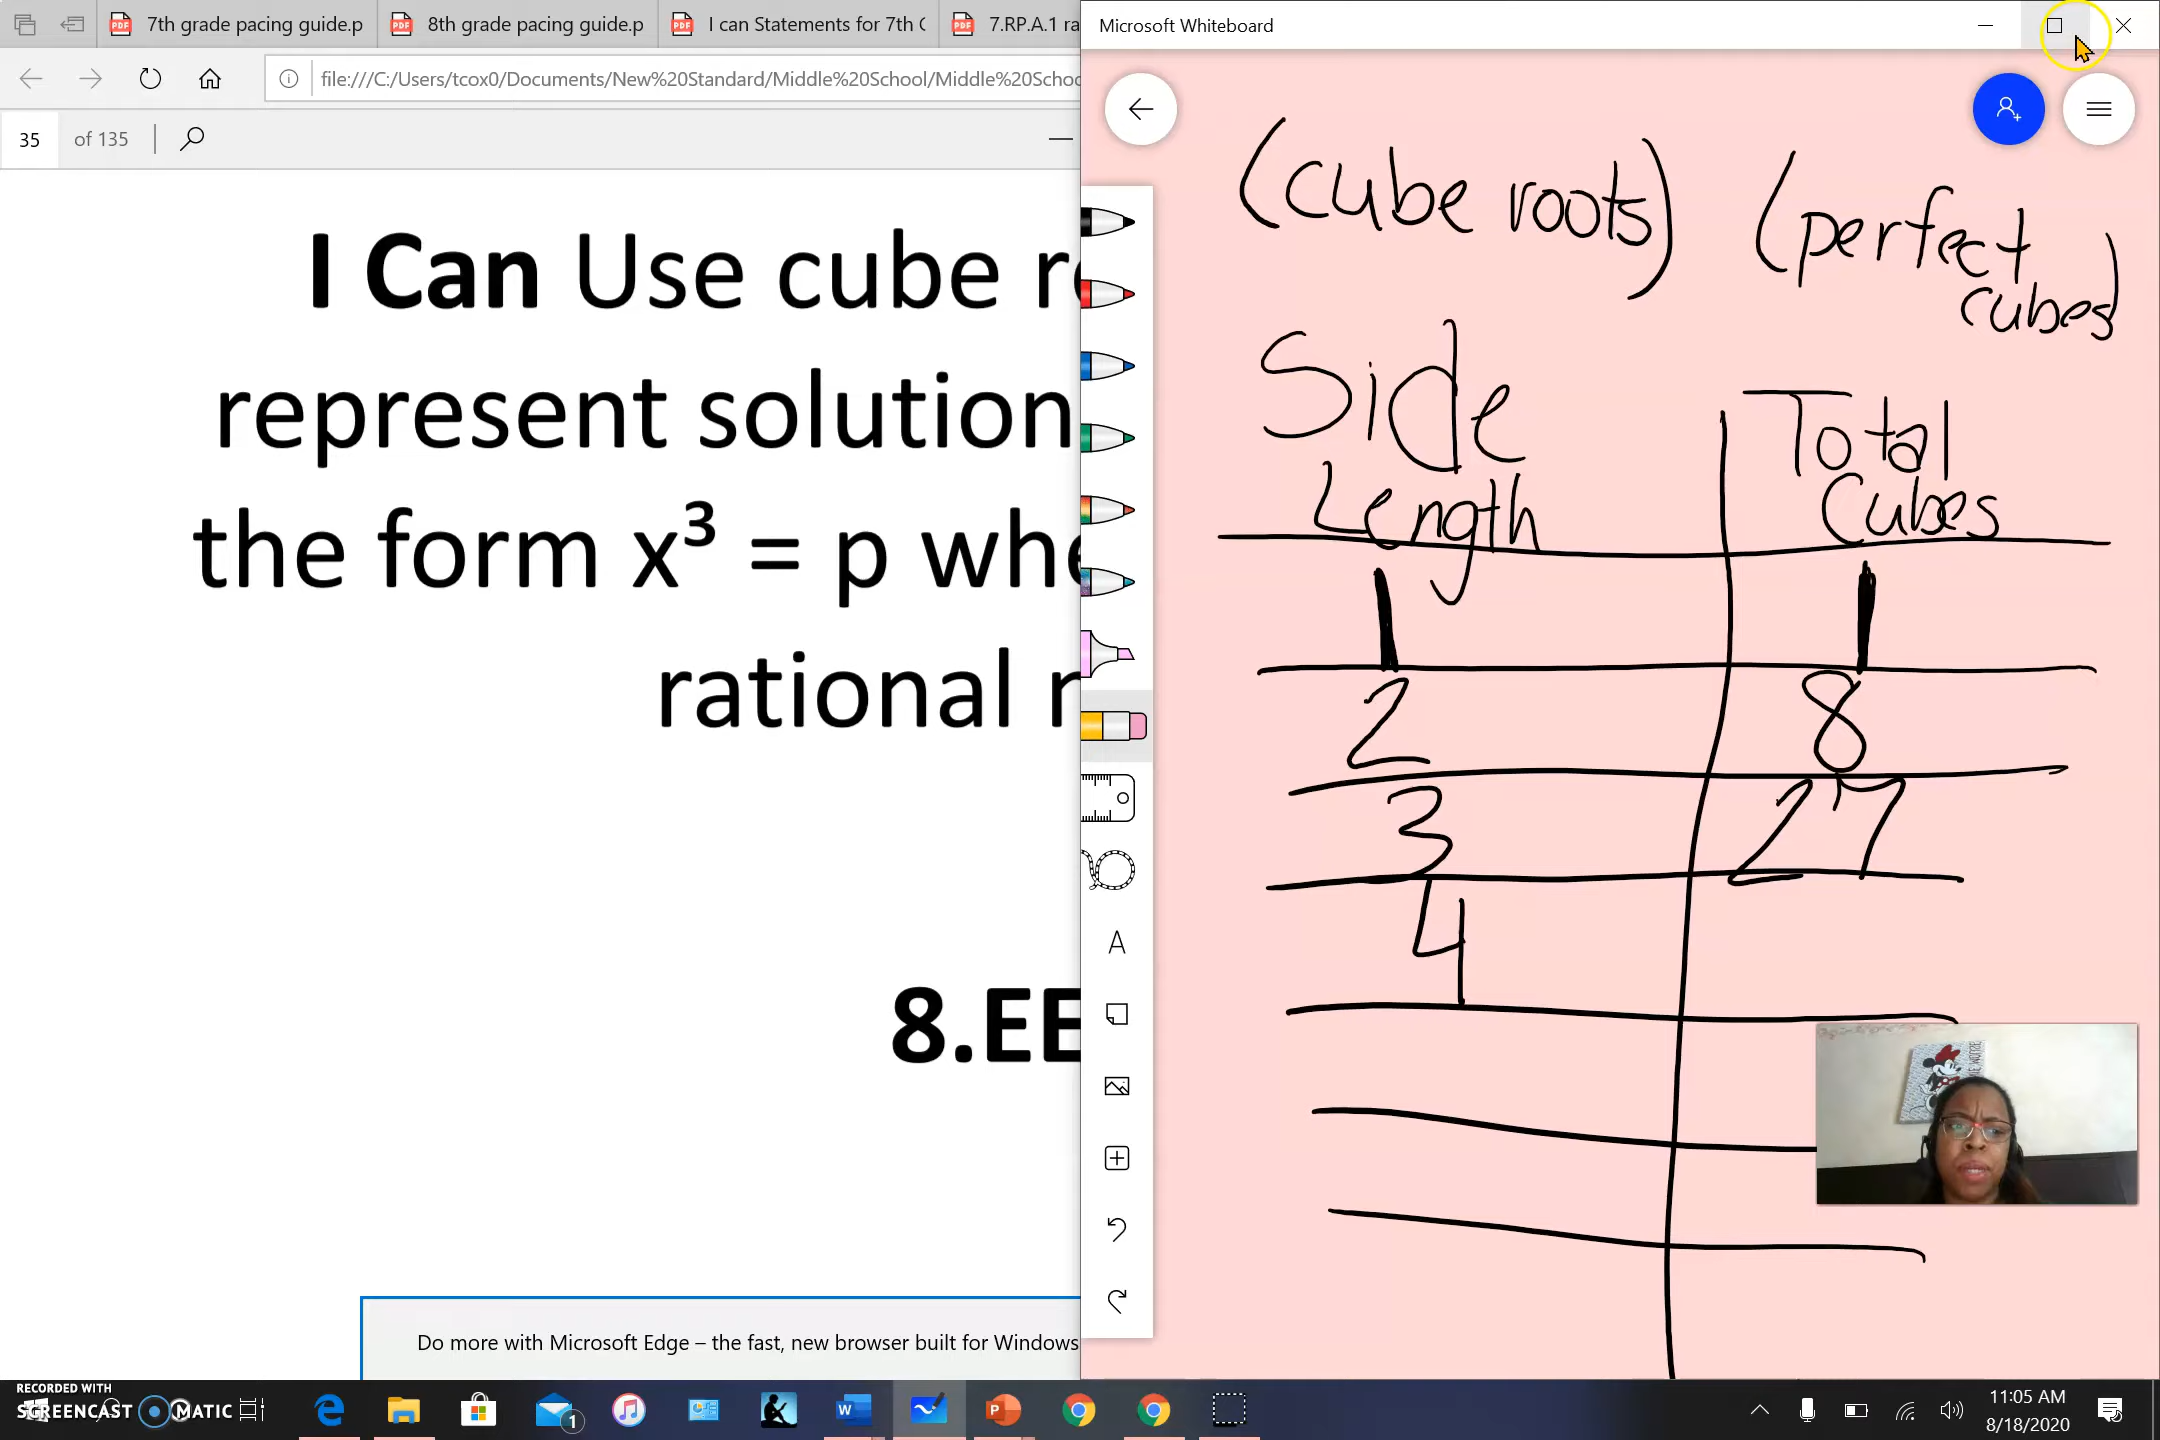 7th grade pacing guide.p
8th grade pacing guide.p
I can Statements for 7th
7.RP.A.1 ra
Microsoft Whiteboard
file:///C:/Users/tcox0/Documents/New%20Standard/Middle%20School/Middle%20Schoo
35 of 135
I Can Use cube
represent solution
the form x³ = p whe
rational
8.EE
Do more with Microsoft Edge – the fast, new browser built for Windows
(cube roots)
(perfect
cubes)
Side
Length
Total
Cubes
1 1
2 8
3 27
4
A
RECORDED WITH
SCREENCAST MATIC
1
11:05 AM
8/18/2020